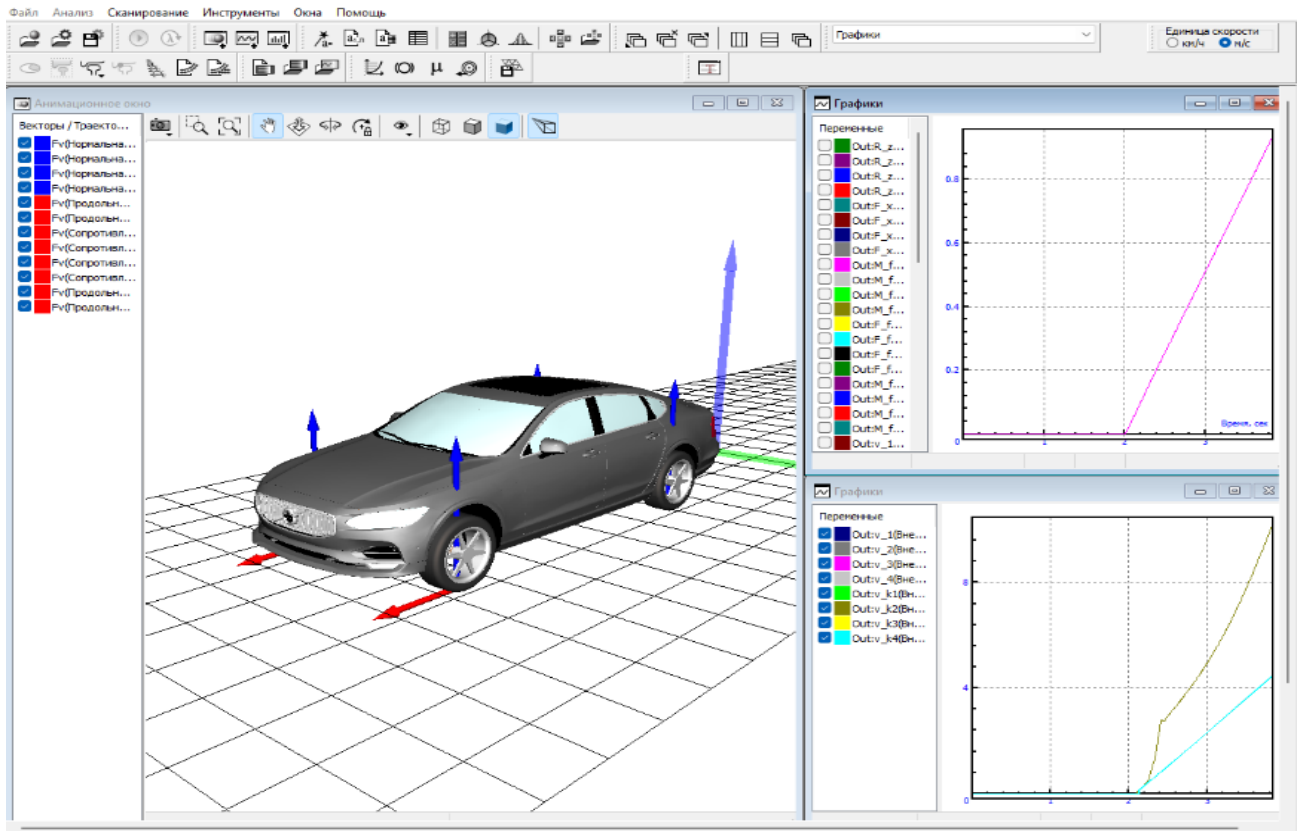 Файл Анализ Сканирование Инструменты Окна Помощь
Графики
Единица скорости
км/ч м/с
Анимационное окно
Векторы / Траекто...
Fv(Нормальна...
Fv(Нормальна...
Fv(Нормальна...
Fv(Нормальна...
Fv(Продольн...
Fv(Продольн...
Fv(Сопротивл...
Fv(Сопротивл...
Fv(Сопротивл...
Fv(Сопротивл...
Fv(Продольн...
Fv(Продольн...
Графики
Переменные
Out:R_z...
Out:R_z...
Out:R_z...
Out:R_z...
Out:F_x...
Out:F_x...
Out:F_x...
Out:F_x...
Out:M_f...
Out:M_f...
Out:M_f...
Out:M_f...
Out:F_f...
Out:F_f...
Out:F_f...
Out:F_f...
Out:M_f...
Out:M_f...
Out:M_f...
Out:M_f...
Out:v_1...
0.8
0.6
0.4
0.2
Время, сек
0 1 2 3
Графики
Переменные
Out:v_1(Вне...
Out:v_2(Вне...
Out:v_3(Вне...
Out:v_4(Вне...
Out:v_k1(Вн...
Out:v_k2(Вн...
Out:v_k3(Вн...
Out:v_k4(Вн...
8
4
0 1 2 3